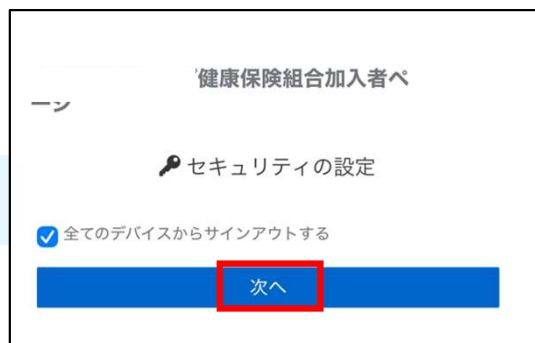 健康保険組合加入者ペ
ージ
セキュリティの設定
全てのデバイスからサインアウトする
次へ